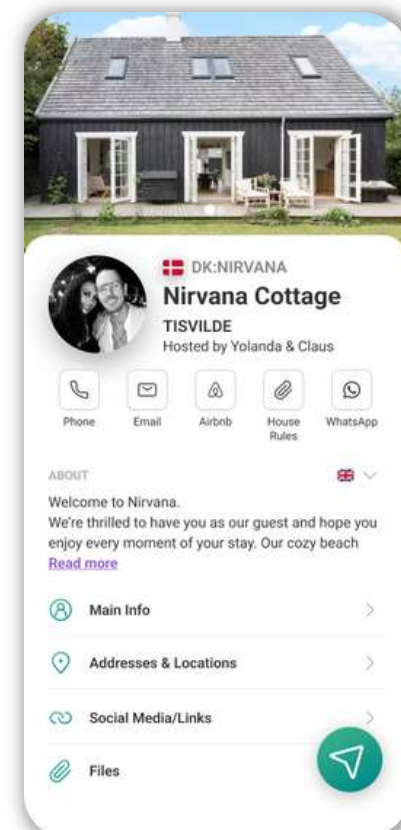 DK:NIRVANA
Nirvana Cottage
TISVILDE
Hosted by Yolanda & Claus
Phone
Email
Airbnb
House
Rules
WhatsApp
ABOUT
Welcome to Nirvana.
We're thrilled to have you as our guest and hope you
enjoy every moment of your stay. Our cozy beach
Read more
Main Info
Addresses & Locations
Social Media/Links
Files